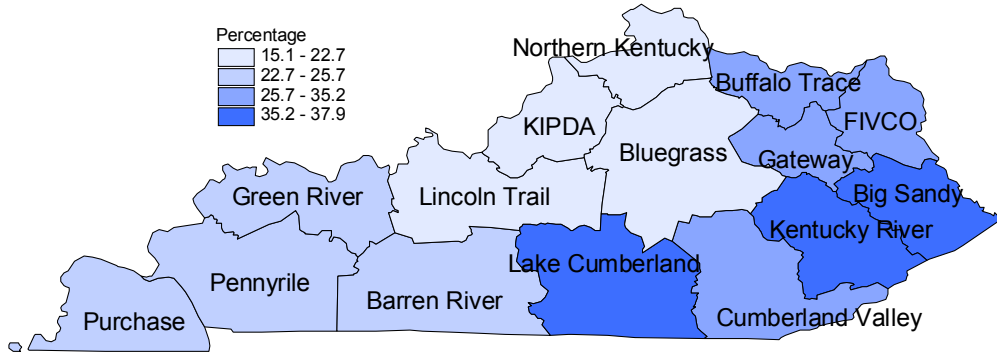 Percentage
15.1 - 22.7
22.7 - 25.7
25.7 - 35.2
35.2 - 37.9
Northern Kentucky
Buffalo Trace
FIVCO
KIPDA
Bluegrass
Gateway
Green River
Lincoln Trail
Big Sandy
Kentucky River
Lake Cumberland
Pennyrile
Barren River
Purchase
Cumberland Valley